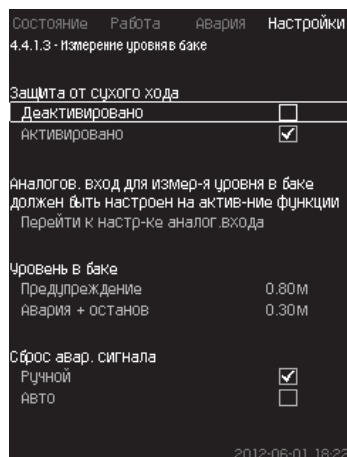 Состояние Работа Авария Настройки
4.4.1.3 - Измерение уровня в баке
Защита от сухого хода
Деактивировано
Активировано
Аналогов. вход для измер-я уровня в баке
должен быть настроен на актив-ние функции
Перейти к настр-ке аналог.входа
Уровень в баке
Предупреждение 0.80м
Авария + останов 0.30м
Сброс авар. сигнала
Ручной
Авто
2012-06-01 18:22